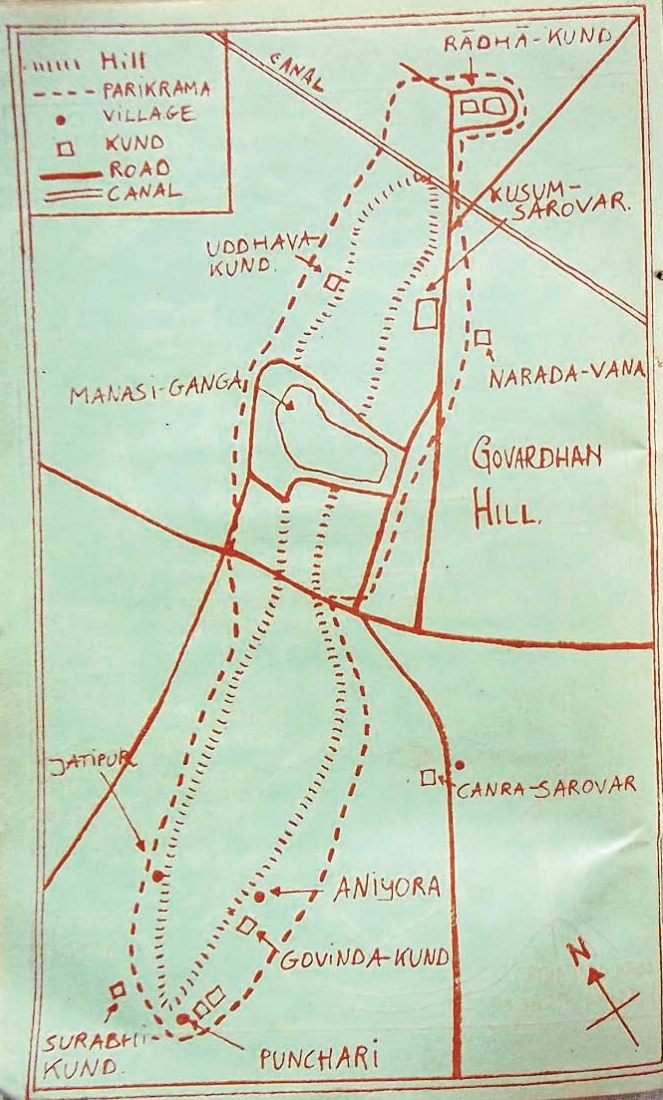 Hill
PARIKRAMA
VILLAGE
KUND
ROAD
CANAL
CANAL
RĀDHĀ-KUND
KUSUM-
SAROVAR.
UDDHAVA-
KUND.
NARADA-VANA
MANASI-GANGA
GOVARDHAN
HILL.
JATIPUR
CANRA-SAROVAR
ANIYORA
GOVINDA-KUND
N
SURABHI-
KUND.
PUNCHARI